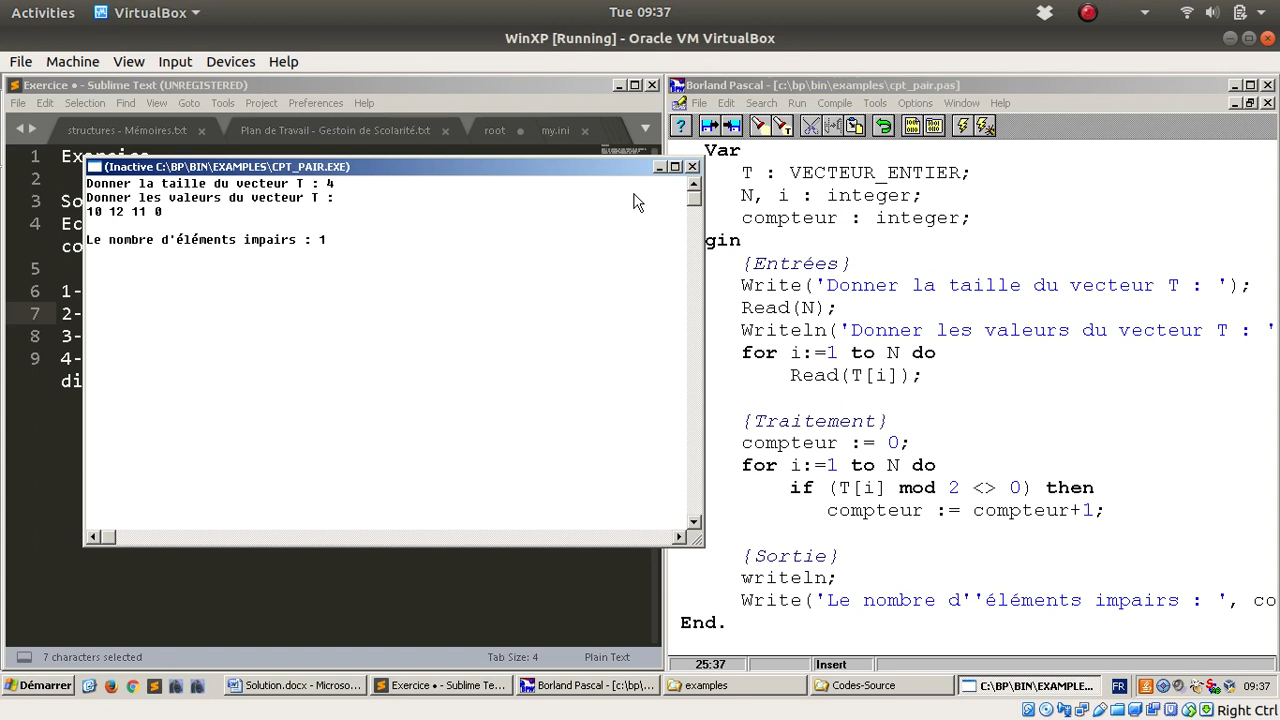 Activities VirtualBox Tue 09:37
WinXP [Running] - Oracle VM VirtualBox
File Machine View Input Devices Help
Exercice • - Sublime Text (UNREGISTERED)
File Edit Selection Find View Goto Tools Project Preferences Help
structures - Mémoires.txt Plan de Travail - Gestoin de Scolarité.txt root my.ini
1
2
5
6 1-
7 2-
8 3-
9 4-
di
(Inactive C:\BP\BIN\EXAMPLES\CPT_PAIR.EXE)
Donner la taille du vecteur T : 4
Donner les valeurs du vecteur T :
10 12 11 0
Le nombre d'éléments impairs : 1
7 characters selected Tab Size: 4 Plain Text
Borland Pascal - [c:\bp\bin\examples\cpt_pair.pas]
File Edit Search Run Compile Tools Options Window Help
Var
T : VECTEUR_ENTIER;
N, i : integer;
compteur : integer;
gin
{Entrées}
Write('Donner la taille du vecteur T : ');
Read(N);
Writeln('Donner les valeurs du vecteur T : '
for i:=1 to N do
Read(T[i]);
{Traitement}
compteur := 0;
for i:=1 to N do
if (T[i] mod 2 <> 0) then
compteur := compteur+1;
{Sortie}
writeln;
Write('Le nombre d''éléments impairs : ', co
End.
25:37 Insert
Démarrer Solution.docx - Microso... Exercice • - Sublime Te... Borland Pascal - [c:\bp\... examples Codes-Source C:\BP\BIN\EXAMPLE... FR 09:37
Right Ctrl